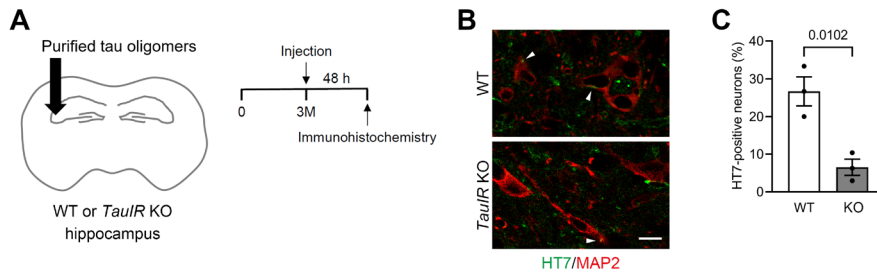 A
Purified tau oligomers
WT or TauIR KO
hippocampus
Injection
48 h
0
3M
Immunohistochemistry
B
WT
TauIR KO
HT7/MAP2
C
0.0102
HT7-positive neurons (%)
40
30
20
10
0
WT
KO